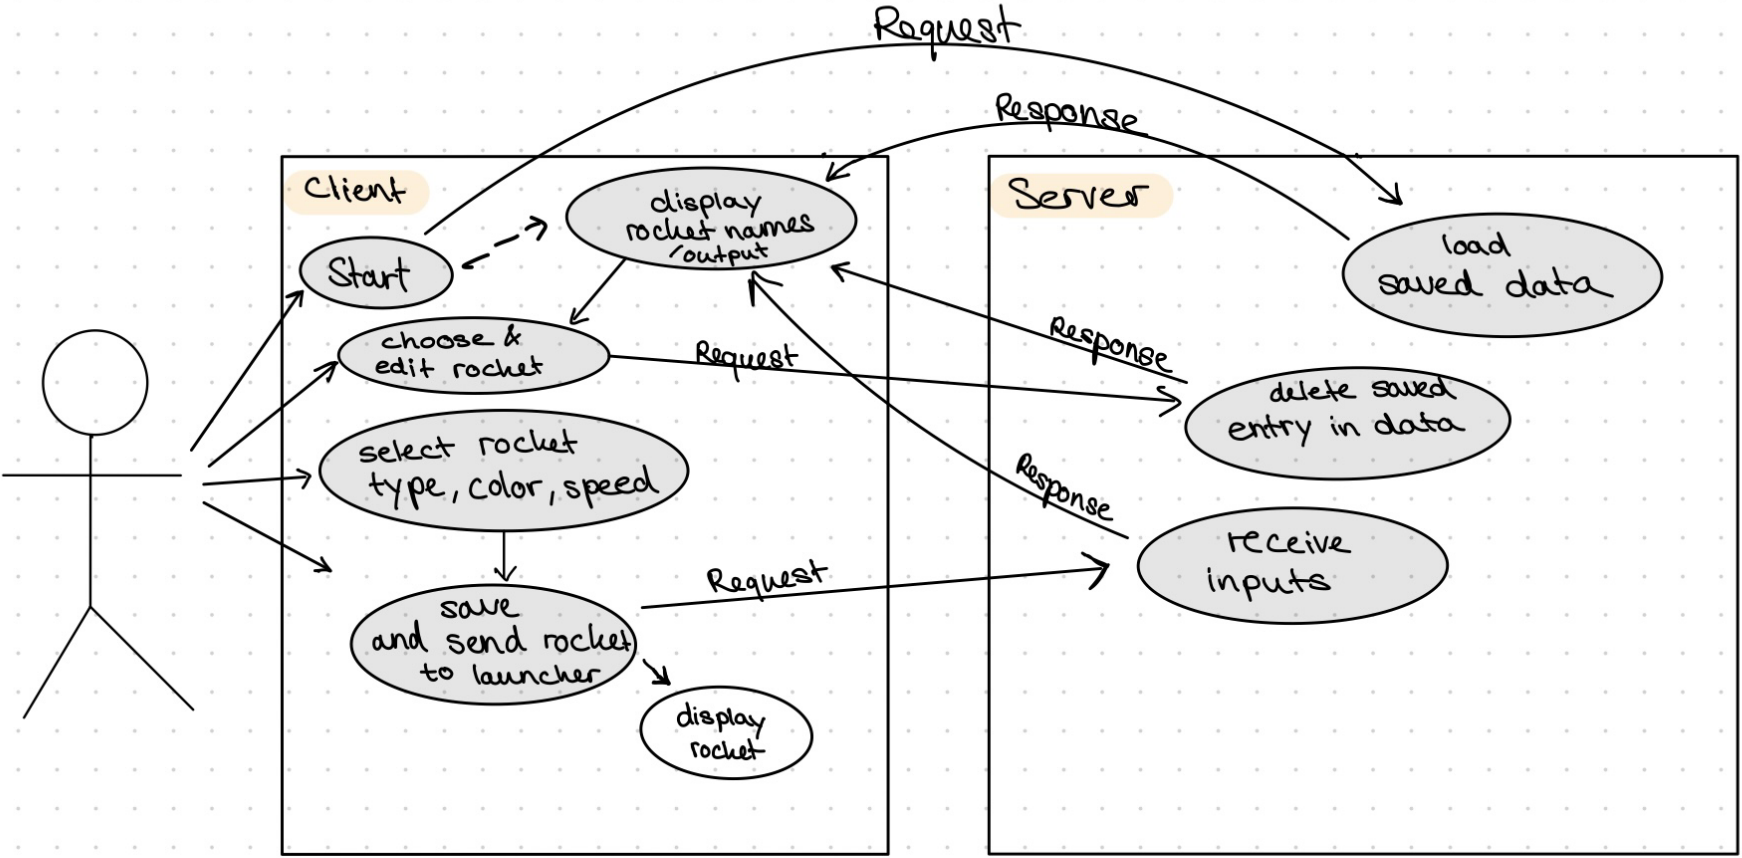 Request
Response
Client
Server
Start
display
rocket names
/output
load
saved data
choose &
edit rocket
Request
Response
delete saved
entry in data
select rocket
type, color, speed
Response
receive
inputs
save
and send rocket
to launcher
Request
display
rocket